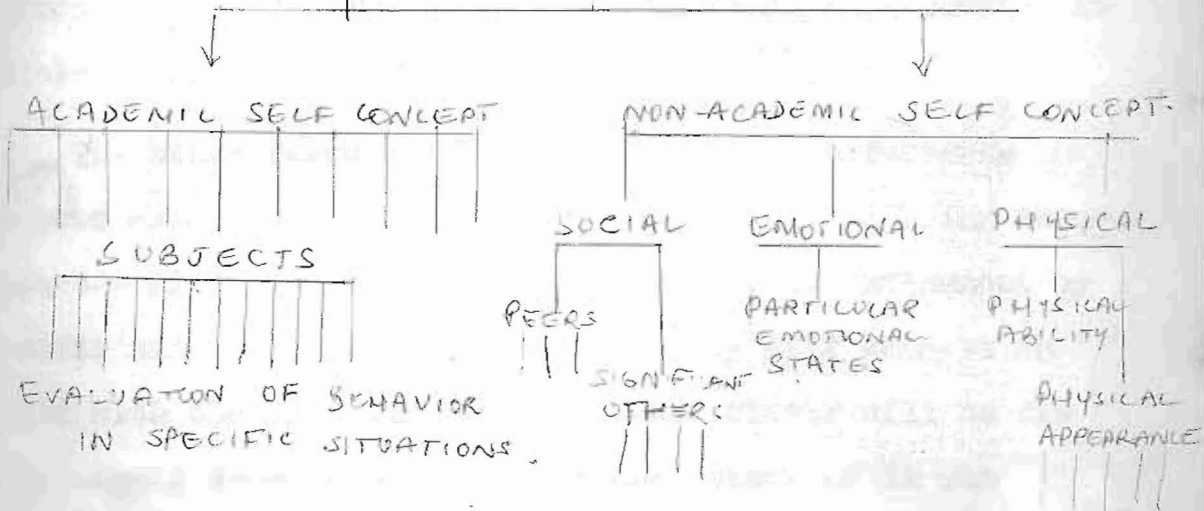 ACADEMIC SELF CONCEPT
NON-ACADEMIC SELF CONCEPT.
SOCIAL
EMOTIONAL
PHYSICAL
SUBJECTS
PEERS
PARTICULAR
EMOTIONAL
STATES
PHYSICAL
ABILITY
SIGNIFIANT
OTHERS
EVALUATION OF BEHAVIOR
IN SPECIFIC SITUATIONS.
PHYSICAL
APPEARANCE